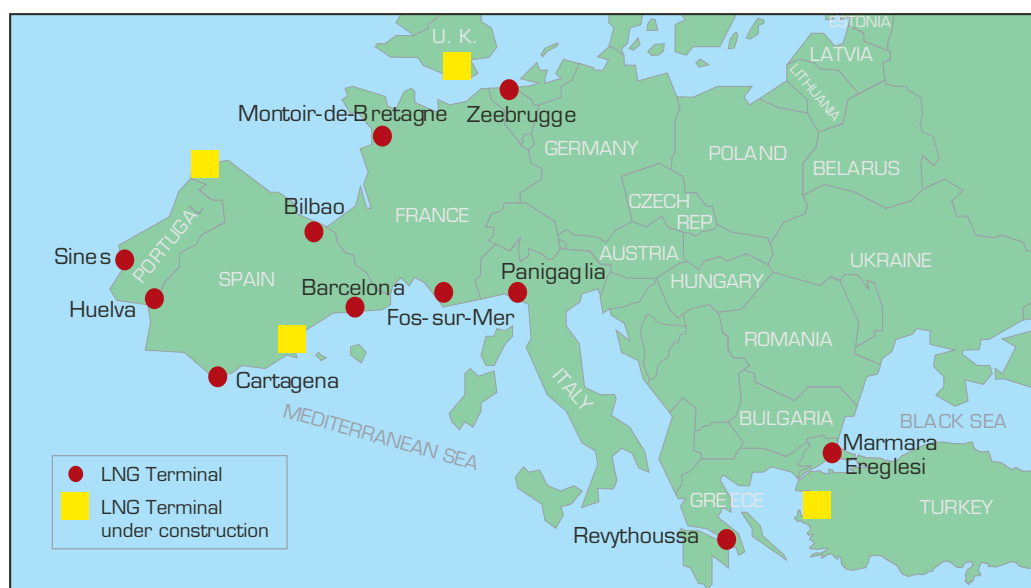 ESTONIA
U. K.
LATVIA
LITHUANIA
Montoir-de-Bretagne
Zeebrugge
GERMANY
POLAND
BELARUS
CZECH
REP
PORTUGAL
Bilbao
FRANCE
Sines
SPAIN
AUSTRIA
UKRAINE
Panigaglia
HUNGARY
Barcelona
Huelva
Fos-sur-Mer
ROMANIA
Cartagena
ITALY
MEDITERRANEAN SEA
BULGARIA
BLACK SEA
Marmara
Ereglesi
LNG Terminal
LNG Terminal
under construction
GREECE
TURKEY
Revythoussa